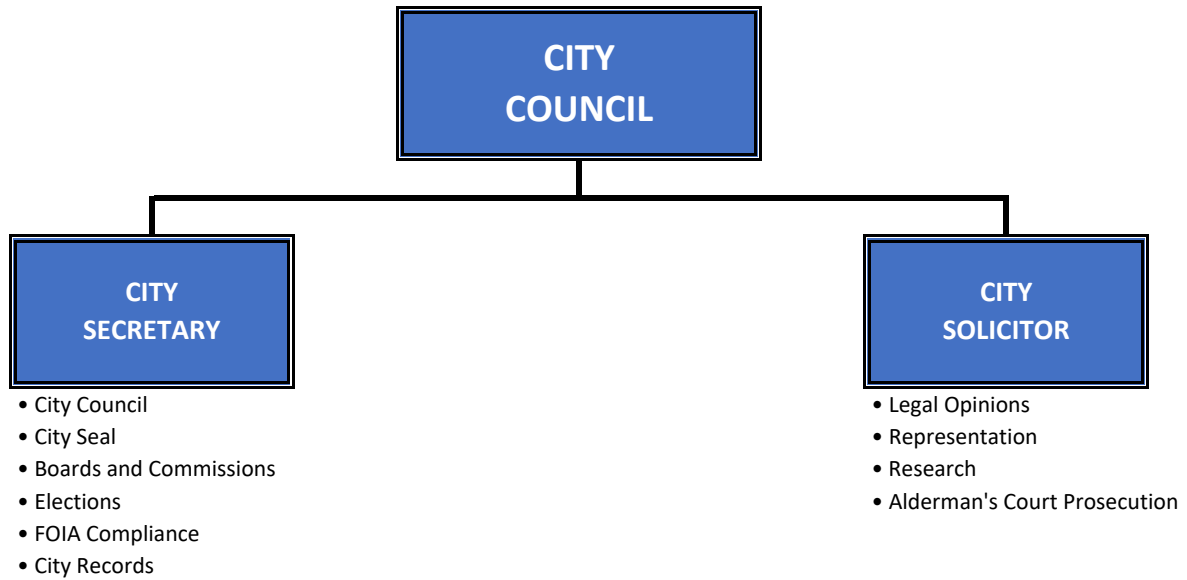 CITY
COUNCIL
CITY
SECRETARY
• City Council
• City Seal
• Boards and Commissions
• Elections
• FOIA Compliance
• City Records
CITY
SOLICITOR
• Legal Opinions
• Representation
• Research
• Alderman's Court Prosecution